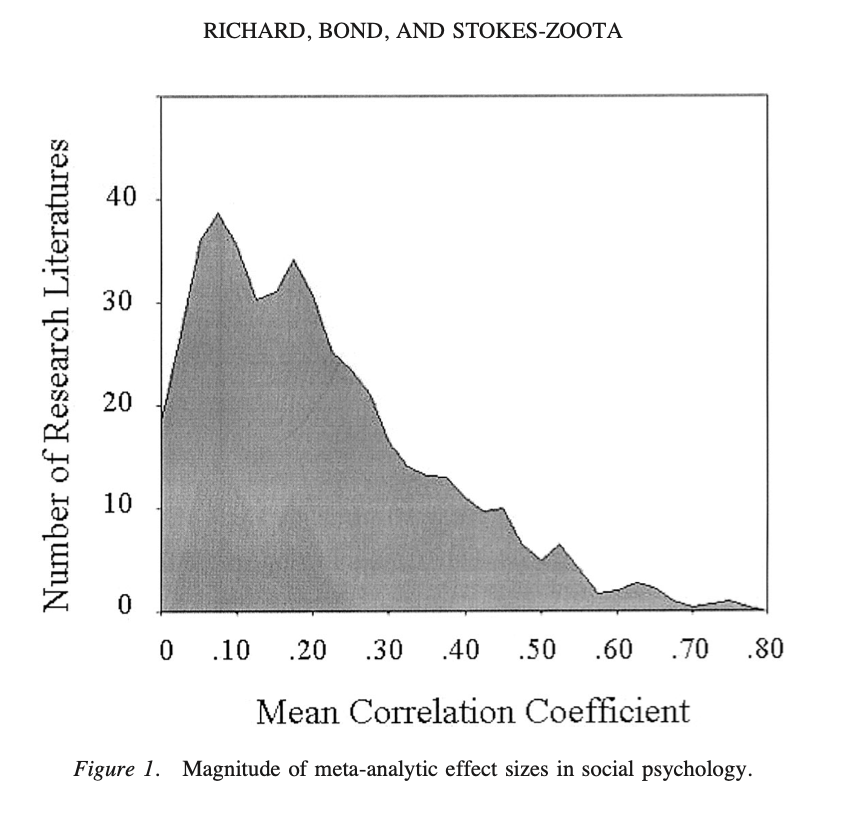 RICHARD, BOND, AND STOKES-ZOOTA
Number of Research Literatures
40
30
20
10
0
0 .10 .20 .30 .40 .50 .60 .70 .80
Mean Correlation Coefficient
Figure 1. Magnitude of meta-analytic effect sizes in social psychology.